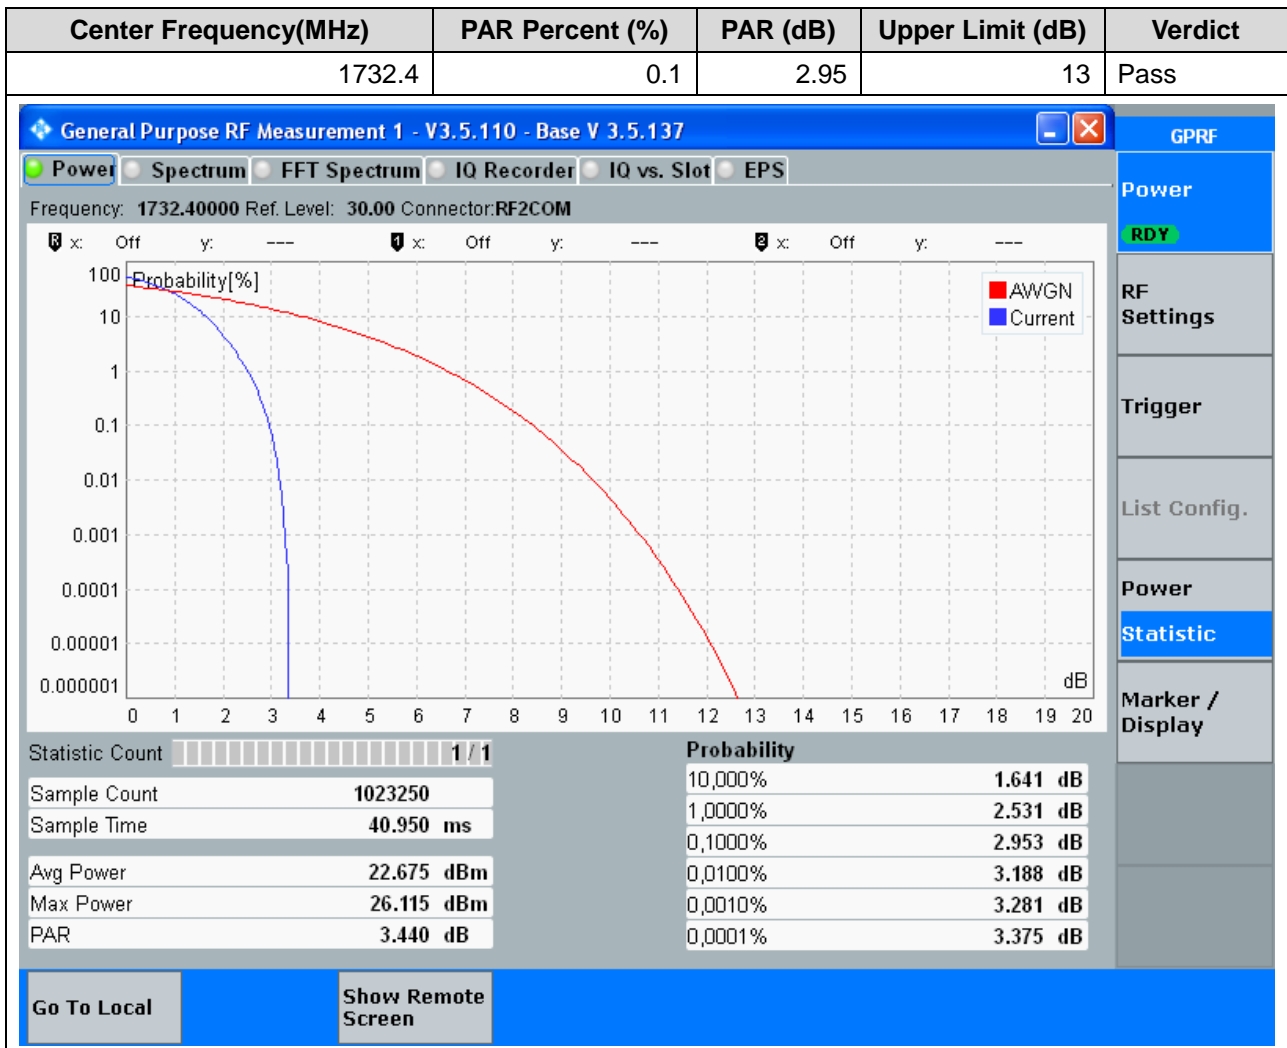 Center Frequency(MHz) PAR Percent (%) PAR (dB) Upper Limit (dB) Verdict
1732.4 0.1 2.95 13 Pass
General Purpose RF Measurement 1 - V3.5.110 - Base V 3.5.137
GPRF
Power Spectrum FFT Spectrum IQ Recorder IQ vs. Slot EPS
Power
RDY
Frequency: 1732.40000 Ref. Level: 30.00 Connector:RF2COM
R x: Off y: --- 1 x: Off y: --- 2 x: Off y: ---
Probability[%]
AWGN
Current
100
10
1
0.1
0.01
0.001
0.0001
0.00001
0.000001
dB
0 1 2 3 4 5 6 7 8 9 10 11 12 13 14 15 16 17 18 19 20
RF
Settings
Trigger
List Config.
Power
Statistic
Marker /
Display
Statistic Count 1 / 1
Sample Count 1023250
Sample Time 40.950 ms
Avg Power 22.675 dBm
Max Power 26.115 dBm
PAR 3.440 dB
Probability
10,000% 1.641 dB
1,0000% 2.531 dB
0,1000% 2.953 dB
0,0100% 3.188 dB
0,0010% 3.281 dB
0,0001% 3.375 dB
Go To Local
Show Remote
Screen